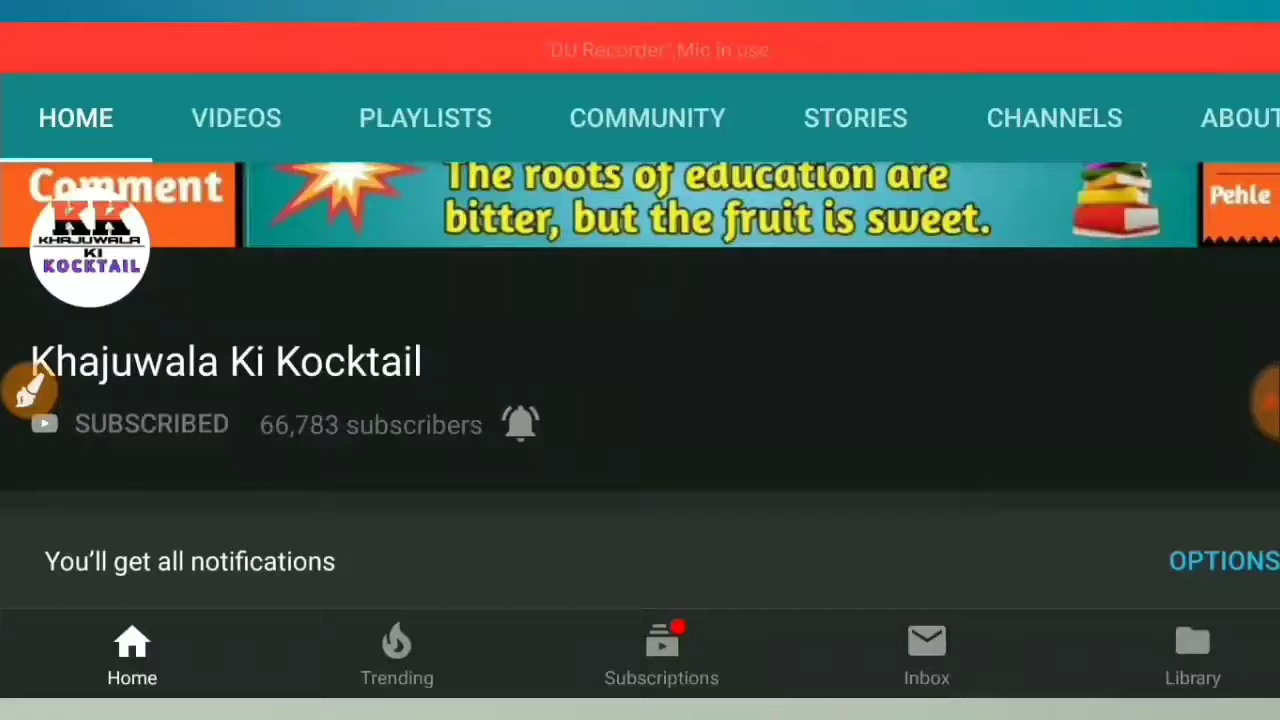 "DU Recorder" Mic in use
HOME VIDEOS PLAYLISTS COMMUNITY STORIES CHANNELS ABOUT
Comment
The roots of education are
bitter, but the fruit is sweet.
Pehle
KK
KHAJUWALA
KI
KOCKTAIL
Khajuwala Ki Kocktail
SUBSCRIBED 66,783 subscribers
You’ll get all notifications OPTIONS
Home Trending Subscriptions Inbox Library